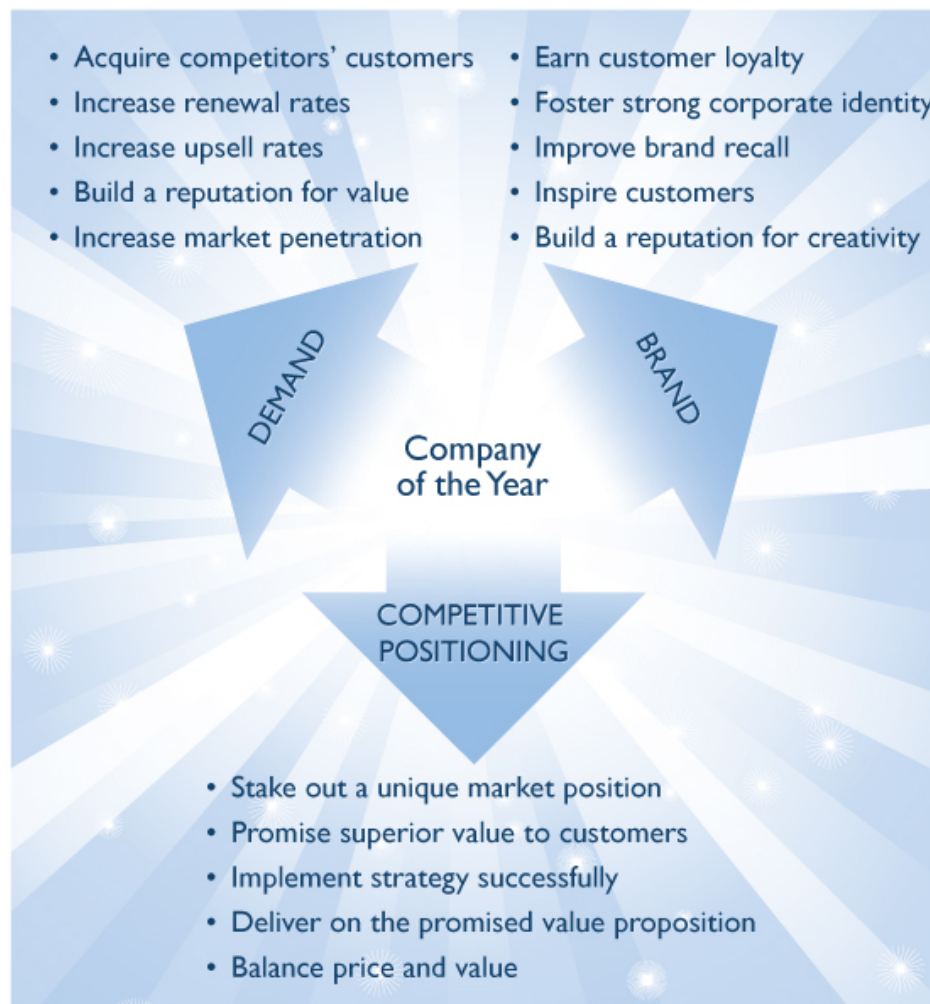 • Acquire competitors’ customers
• Increase renewal rates
• Increase upsell rates
• Build a reputation for value
• Increase market penetration
• Earn customer loyalty
• Foster strong corporate identity
• Improve brand recall
• Inspire customers
• Build a reputation for creativity
DEMAND
BRAND
Company
of the Year
COMPETITIVE
POSITIONING
• Stake out a unique market position
• Promise superior value to customers
• Implement strategy successfully
• Deliver on the promised value proposition
• Balance price and value